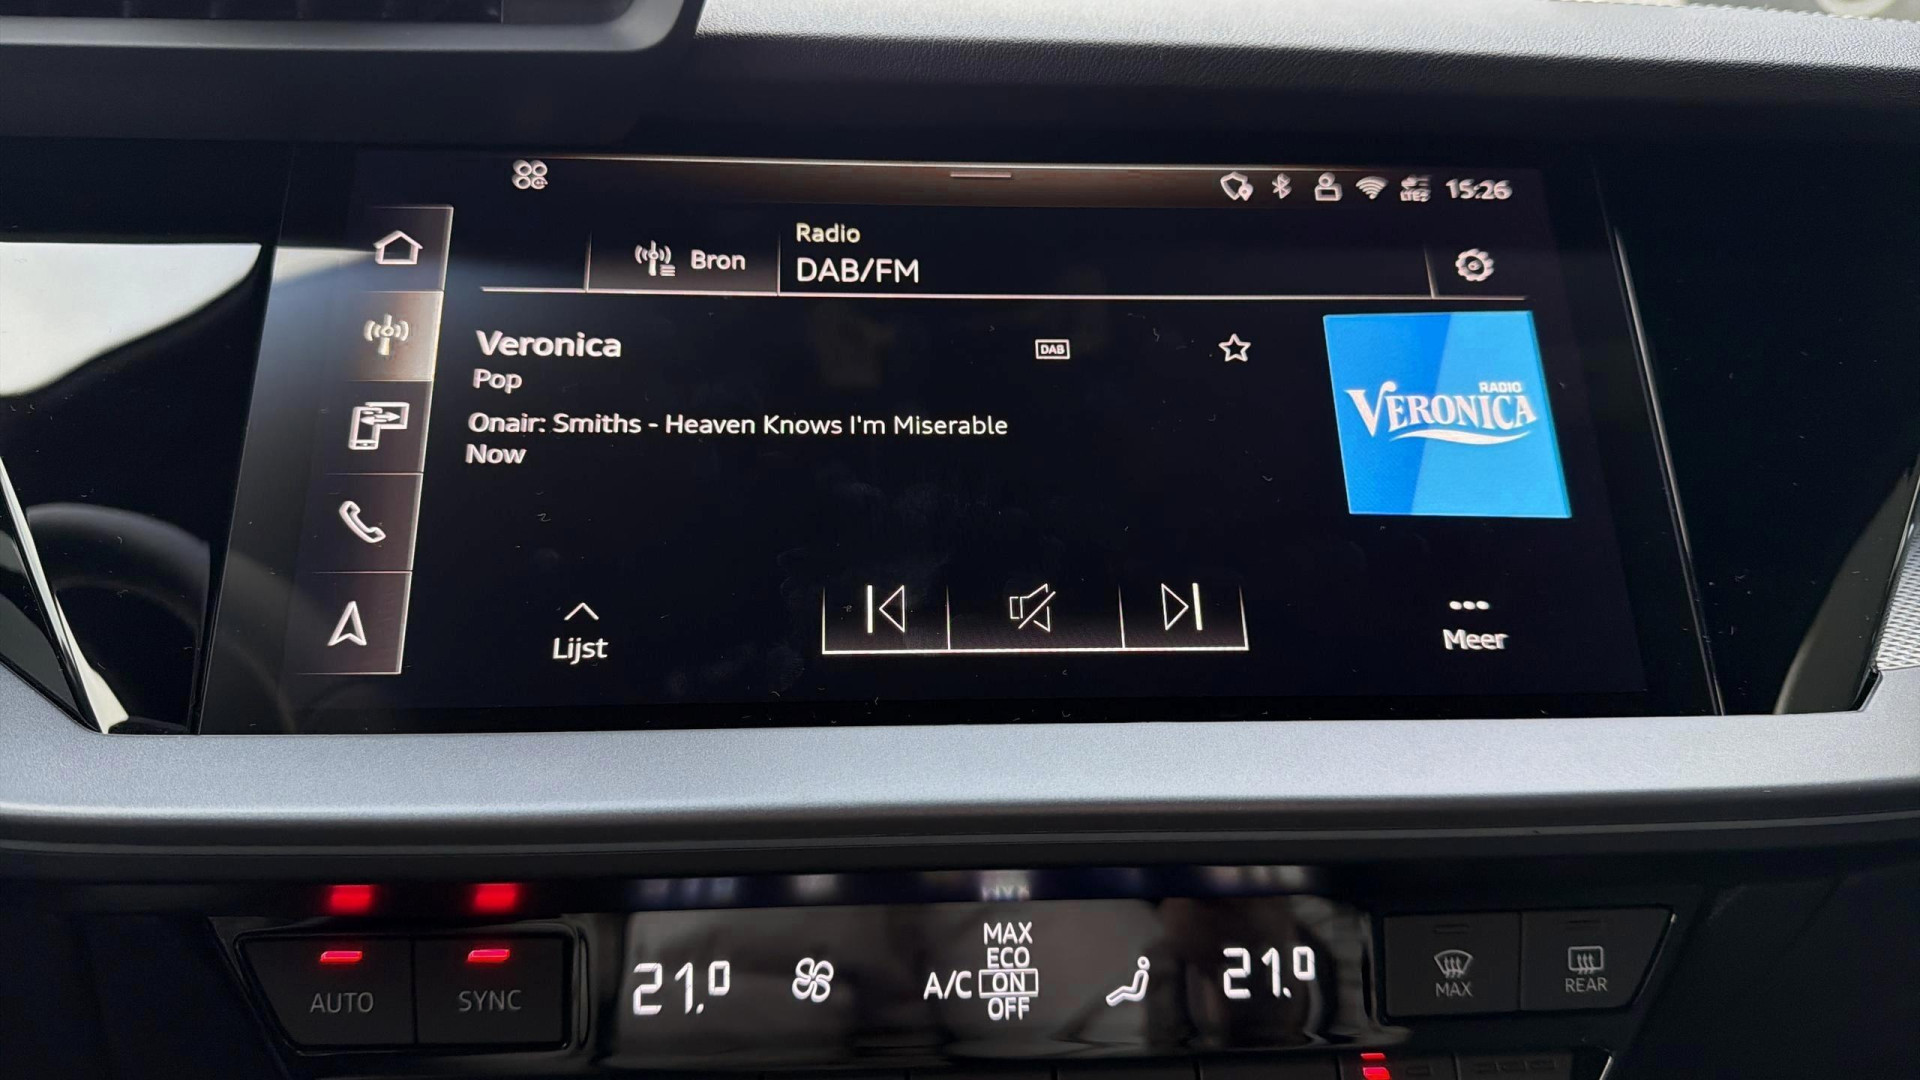 15:26
Bron
Radio
DAB/FM
Veronica
DAB
Pop
Onair: Smiths - Heaven Knows I'm Miserable
Now
RADIO
VERONICA
Lijst
Meer
AUTO
SYNC
21.0
A/C
MAX
ECO
ON
OFF
21.0
MAX
REAR